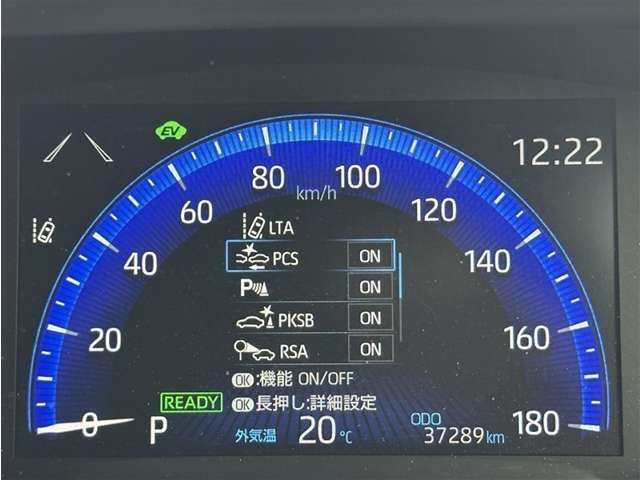 EV
12:22
0
20
40
60
80
100
120
140
160
180
km/h
LTA
PCS ON
P ON
PKSB ON
RSA ON
OK:機能 ON/OFF
OK長押し:詳細設定
READY
P
外気温 20℃
ODO
37289km